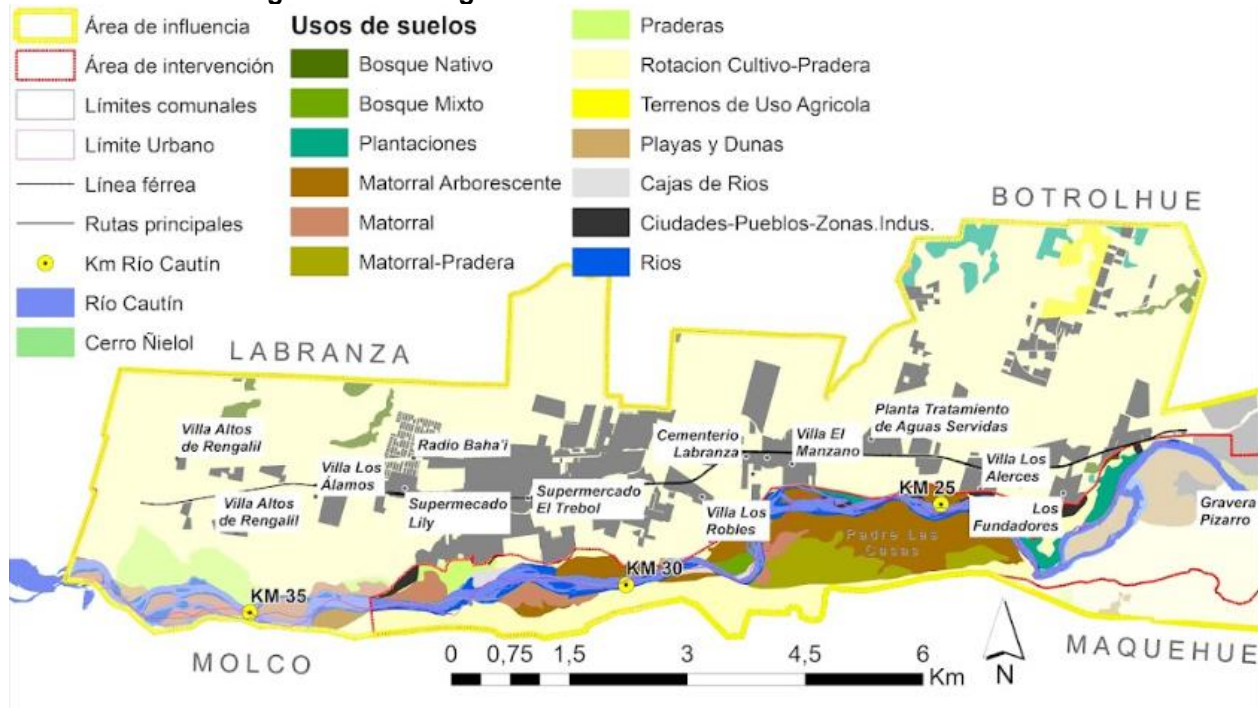 Área de influencia
Área de intervención
Límites comunales
Límite Urbano
Línea férrea
Rutas principales
Km Río Cautín
Río Cautín
Cerro Ñielol
Usos de suelos
Bosque Nativo
Bosque Mixto
Plantaciones
Matorral Arborescente
Matorral
Matorral-Pradera
Praderas
Rotacion Cultivo-Pradera
Terrenos de Uso Agricola
Playas y Dunas
Cajas de Rios
Ciudades-Pueblos-Zonas.Indus.
Rios
BOTROLHUE
LABRANZA
Villa Altos
de Rengalil
Radio Baha'i
Cementerio
Labranza
Villa El
Manzano
Planta Tratamiento
de Aguas Servidas
Villa Los
Álamos
Villa Altos
de Rengalil
Supermecado
Lily
Supermercado
El Trebol
Villa Los
Robles
KM 25
Villa Los
Alerces
Los
Fundadores
Gravera
Pizarro
Padre Las
Casas
KM 35
KM 30
MOLCO
MAQUEHUE
0 0,75 1,5 3 4,5 6
Km
N